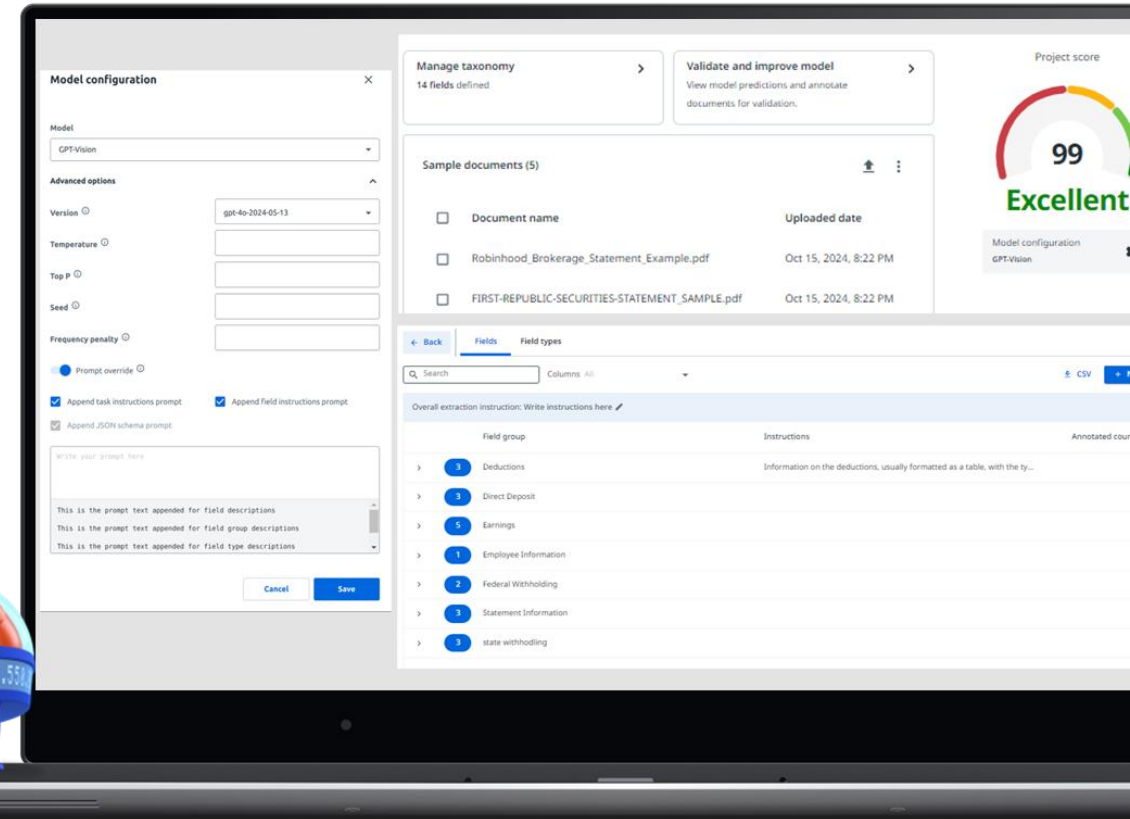 Model configuration
Model
GPT-Vision
Advanced options
Version
gpt-4o-2024-05-13
Temperature
Top P
Seed
Frequency penalty
Prompt override
Append task instructions prompt
Append field instructions prompt
Append JSON schema prompt
Write your prompt here
This is the prompt text appended for field descriptions
This is the prompt text appended for field group descriptions
This is the prompt text appended for field type descriptions
Cancel
Save
Manage taxonomy
14 fields defined
Validate and improve model
View model predictions and annotate
documents for validation.
Sample documents (5)
Document name
Uploaded date
Robinhood_Brokerage_Statement_Example.pdf
Oct 15, 2024, 8:22 PM
FIRST-REPUBLIC-SECURITIES-STATEMENT_SAMPLE.pdf
Oct 15, 2024, 8:22 PM
Project score
99
Excellent
Model configuration
GPT-Vision
Back
Fields
Field types
Search
Columns All
CSV
Overall extraction instruction: Write instructions here
Field group
Instructions
Annotated
3 Deductions
Information on the deductions, usually formatted as a table, with the ty...
3 Direct Deposit
5 Earnings
1 Employee Information
2 Federal Withholding
3 Statement Information
3 state withhodling